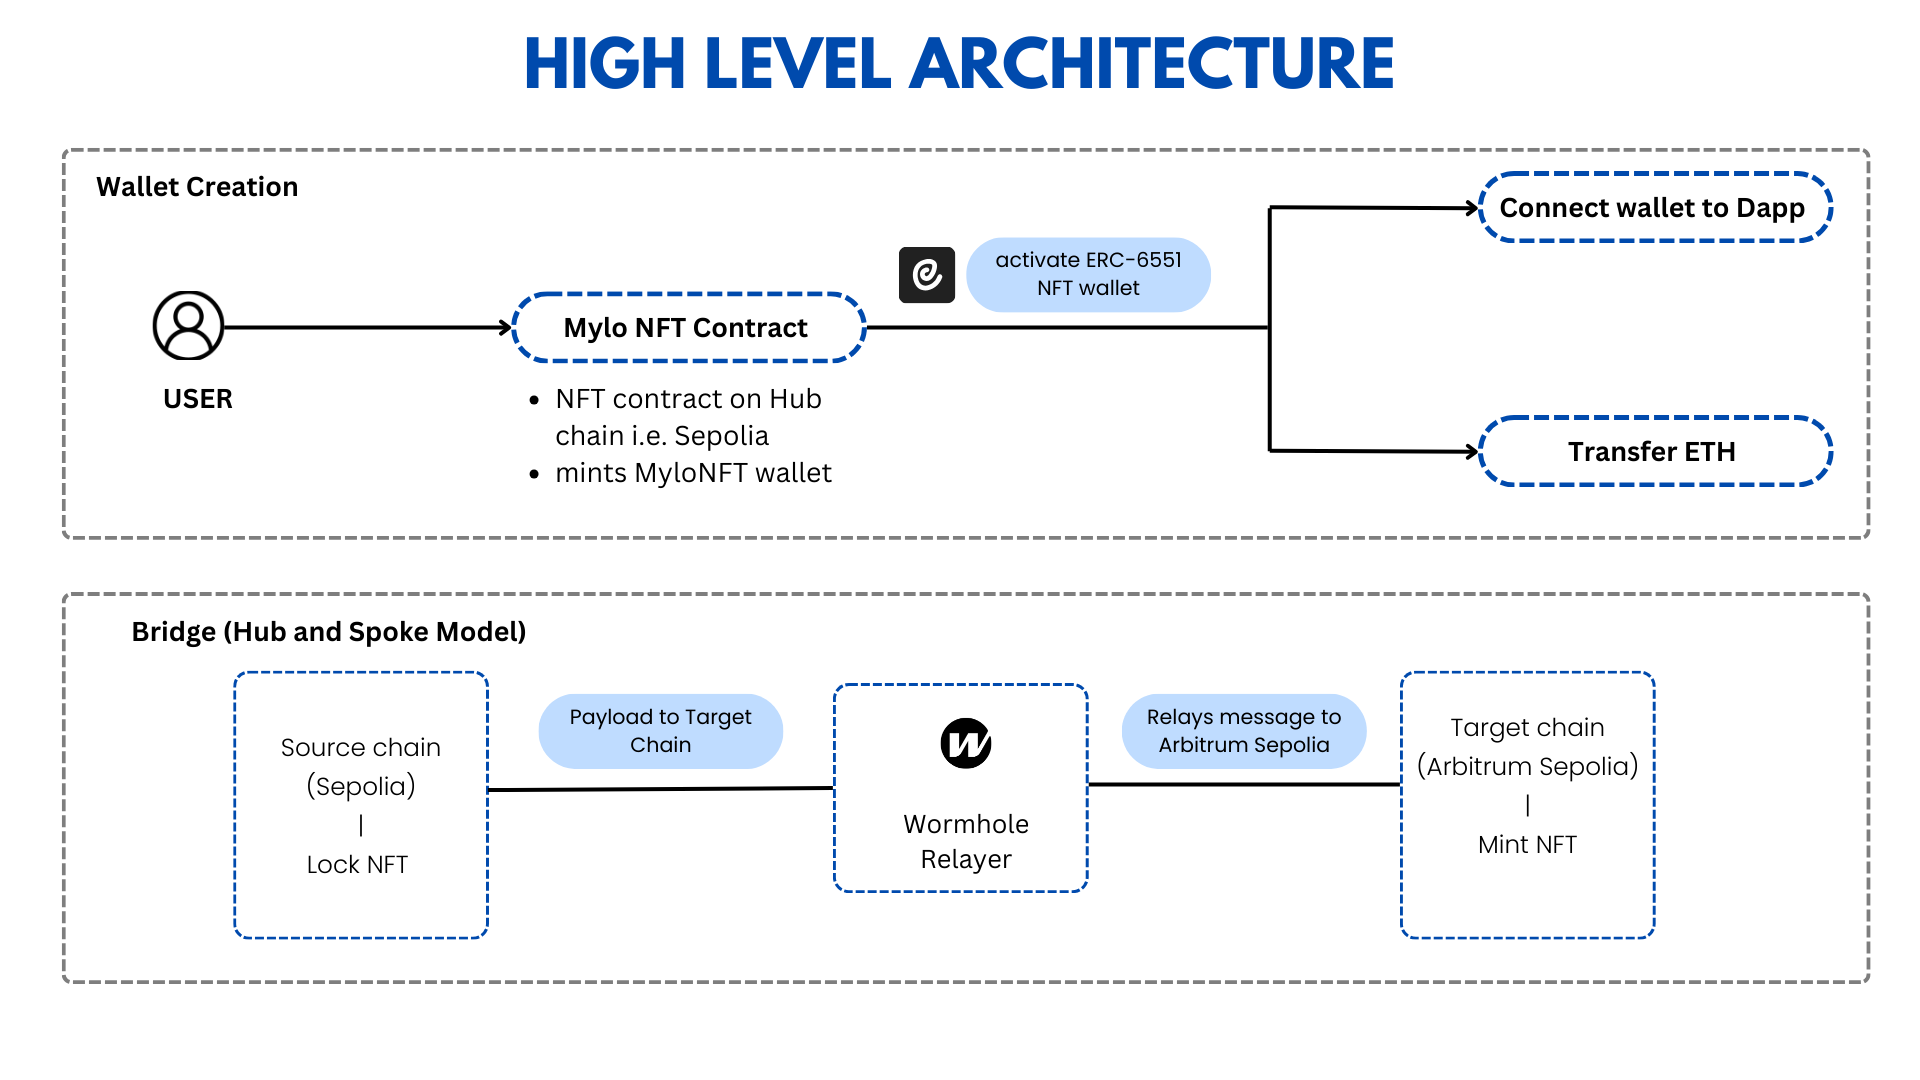 HIGH LEVEL ARCHITECTURE
Wallet Creation
USER
Mylo NFT Contract
• NFT contract on Hub
chain i.e. Sepolia
• mints MyloNFT wallet
activate ERC-6551
NFT wallet
Connect wallet to Dapp
Transfer ETH
Bridge (Hub and Spoke Model)
Source chain
(Sepolia)
|
Lock NFT
Payload to Target
Chain
Wormhole
Relayer
Relays message to
Arbitrum Sepolia
Target chain
(Arbitrum Sepolia)
|
Mint NFT